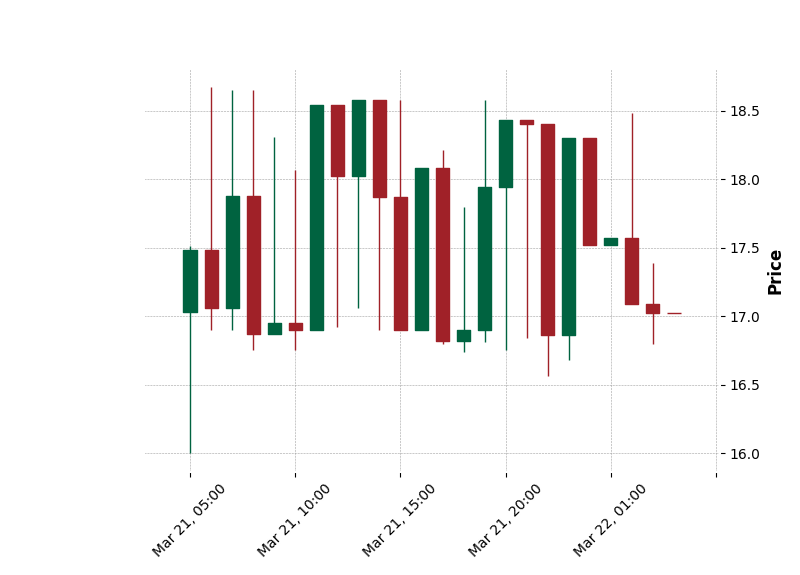 18.5
18.0
17.5
17.0
16.5
16.0
Price
Mar 21, 05:00
Mar 21, 10:00
Mar 21, 15:00
Mar 21, 20:00
Mar 22, 01:00